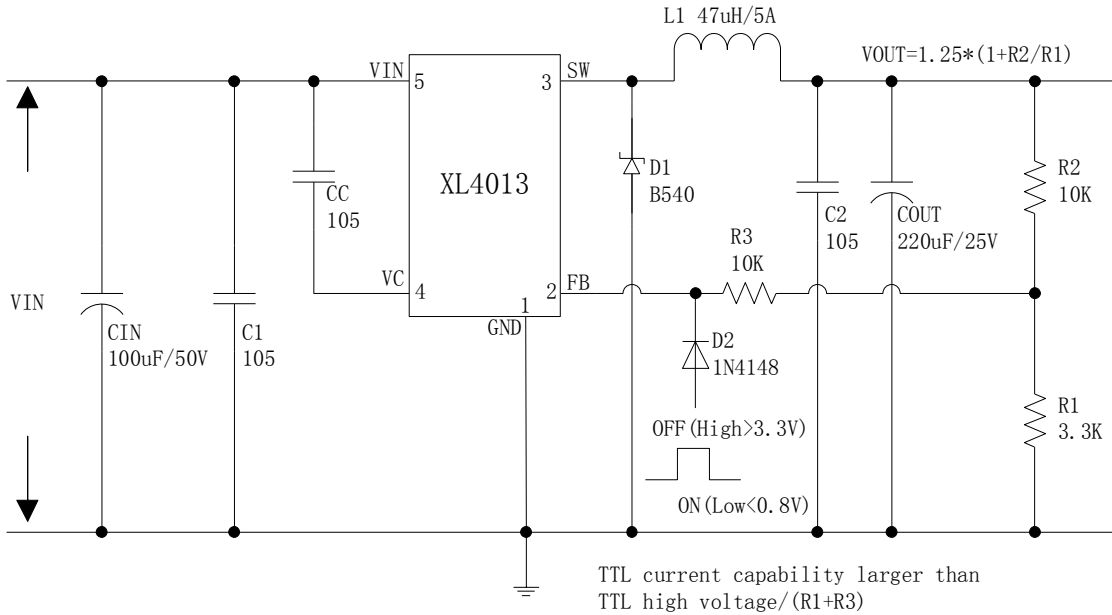 L1 47uH/5A
VOUT=1.25*(1+R2/R1)
VIN
5
3
SW
XL4013
CC
105
D1
B540
R2
10K
C2
105
COUT
220uF/25V
R3
10K
VC
4
2
FB
1
GND
VIN
CIN
100uF/50V
C1
105
D2
1N4148
R1
3.3K
OFF(High>3.3V)
ON(Low<0.8V)
TTL current capability larger than
TTL high voltage/(R1+R3)